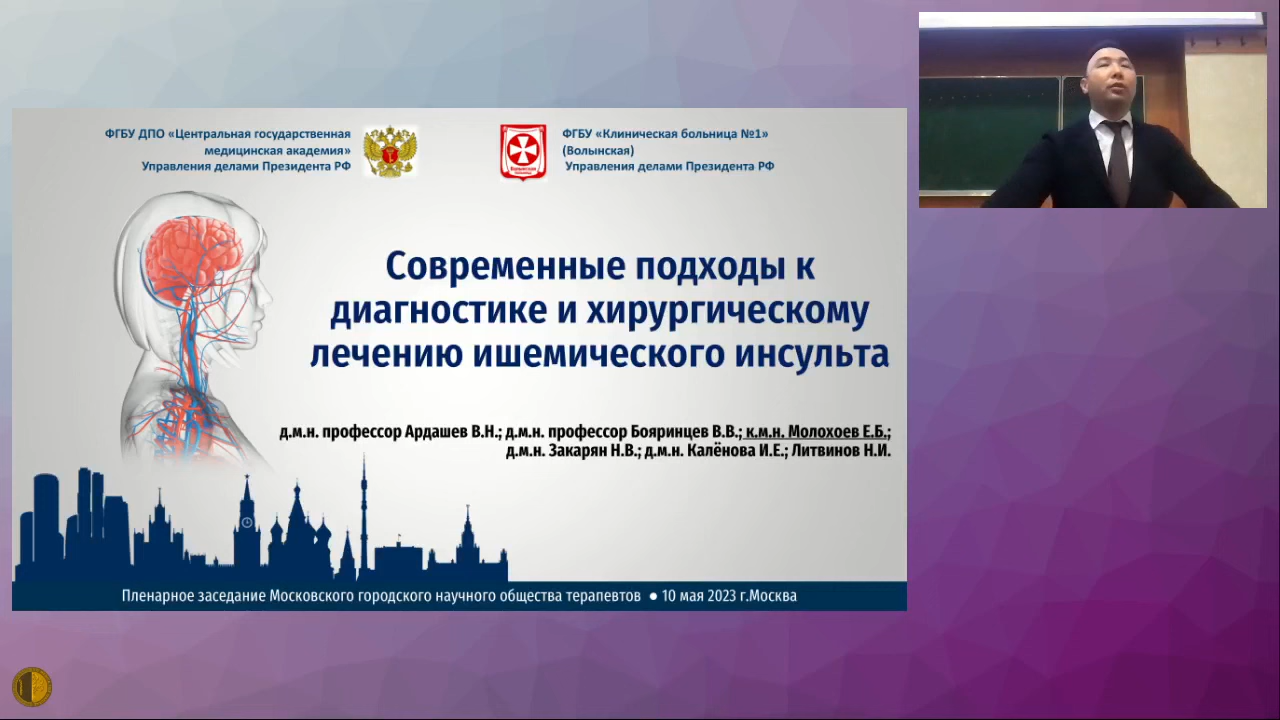 ФГБУ ДПО «Центральная государственная
медицинская академия»
Управления делами Президента РФ
ФГБУ «Клиническая больница №1»
(Волынская)
Управления делами Президента РФ
Современные подходы к
диагностике и хирургическому
лечению ишемического инсульта
д.м.н. профессор Ардашев В.Н.; д.м.н. профессор Бояринцев В.В.; к.м.н. Молохоев Е.Б.;
д.м.н. Закарян Н.В.; д.м.н. Калёнова И.Е.; Литвинов Н.И.
Пленарное заседание Московского городского научного общества терапевтов ● 10 мая 2023 г.Москва